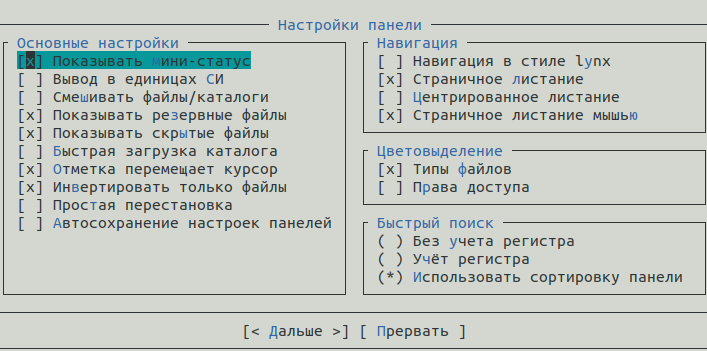 Настройки панели
Основные настройки
[x] Показывать мини-статус
[ ] Вывод в единицах СИ
[ ] Смешивать файлы/каталоги
[x] Показывать резервные файлы
[x] Показывать скрытые файлы
[ ] Быстрая загрузка каталога
[x] Отметка перемещает курсор
[x] Инвертировать только файлы
[ ] Простая перестановка
[ ] Автосохранение настроек панелей
Навигация
[ ] Навигация в стиле lynx
[x] Страничное листание
[ ] Центрированное листание
[x] Страничное листание мышью
Цветовыделение
[x] Типы файлов
[ ] Права доступа
Быстрый поиск
( ) Без учета регистра
( ) Учёт регистра
(*) Использовать сортировку панели
[< Дальше >] [ Прервать ]